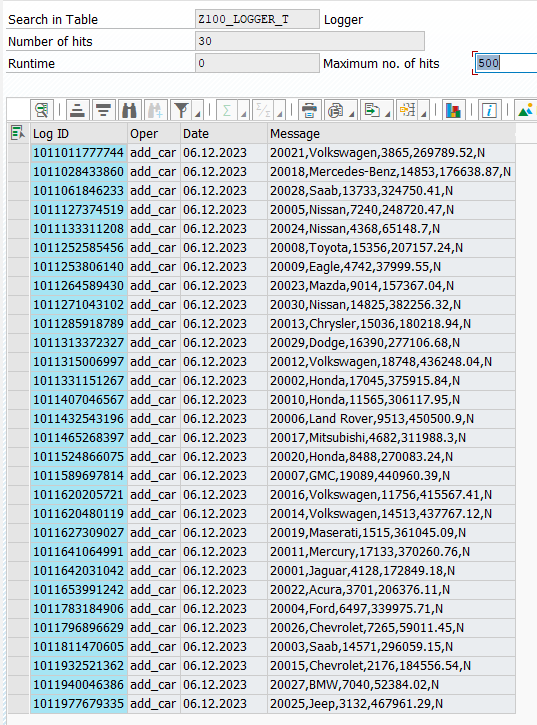 Search in Table Z100_LOGGER_T Logger
Number of hits 30
Runtime 0 Maximum no. of hits 500
Log ID Oper Date Message
1011011777744 add_car 06.12.2023 20021,Volkswagen,3865,269789.52,N
1011028433860 add_car 06.12.2023 20018,Mercedes-Benz,14853,176638.87,N
1011061846233 add_car 06.12.2023 20028,Saab,13733,324750.41,N
1011127374519 add_car 06.12.2023 20005,Nissan,7240,248720.47,N
1011133311208 add_car 06.12.2023 20024,Nissan,4368,65148.7,N
1011252585456 add_car 06.12.2023 20008,Toyota,15356,207157.24,N
1011253806140 add_car 06.12.2023 20009,Eagle,4742,37999.55,N
1011264589430 add_car 06.12.2023 20023,Mazda,9014,157367.04,N
1011271043102 add_car 06.12.2023 20030,Nissan,14825,382256.32,N
1011285918789 add_car 06.12.2023 20013,Chrysler,15036,180218.94,N
1011313372327 add_car 06.12.2023 20029,Dodge,16390,277106.68,N
1011315006997 add_car 06.12.2023 20012,Volkswagen,18748,436248.04,N
1011331151267 add_car 06.12.2023 20002,Honda,17045,375915.84,N
1011407046567 add_car 06.12.2023 20010,Honda,11565,306117.95,N
1011432543196 add_car 06.12.2023 20006,Land Rover,9513,450500.9,N
1011465268397 add_car 06.12.2023 20017,Mitsubishi,4682,311988.3,N
1011524866075 add_car 06.12.2023 20020,Honda,8488,270083.24,N
1011589697814 add_car 06.12.2023 20007,GMC,19089,440960.39,N
1011620205721 add_car 06.12.2023 20016,Volkswagen,11756,415567.41,N
1011620480119 add_car 06.12.2023 20014,Volkswagen,14513,437767.12,N
1011627309027 add_car 06.12.2023 20019,Maserati,1515,361045.09,N
1011641064991 add_car 06.12.2023 20011,Mercury,17133,370260.76,N
1011642031042 add_car 06.12.2023 20001,Jaguar,4128,172849.18,N
1011653991242 add_car 06.12.2023 20022,Acura,3701,206376.11,N
1011783184906 add_car 06.12.2023 20004,Ford,6497,339975.71,N
1011796896629 add_car 06.12.2023 20026,Chevrolet,7265,59011.45,N
1011811470605 add_car 06.12.2023 20003,Saab,14571,296059.15,N
1011932521362 add_car 06.12.2023 20015,Chevrolet,2176,184556.54,N
1011940046386 add_car 06.12.2023 20027,BMW,7040,52384.02,N
1011977679335 add_car 06.12.2023 20025,Jeep,3132,467961.29,N